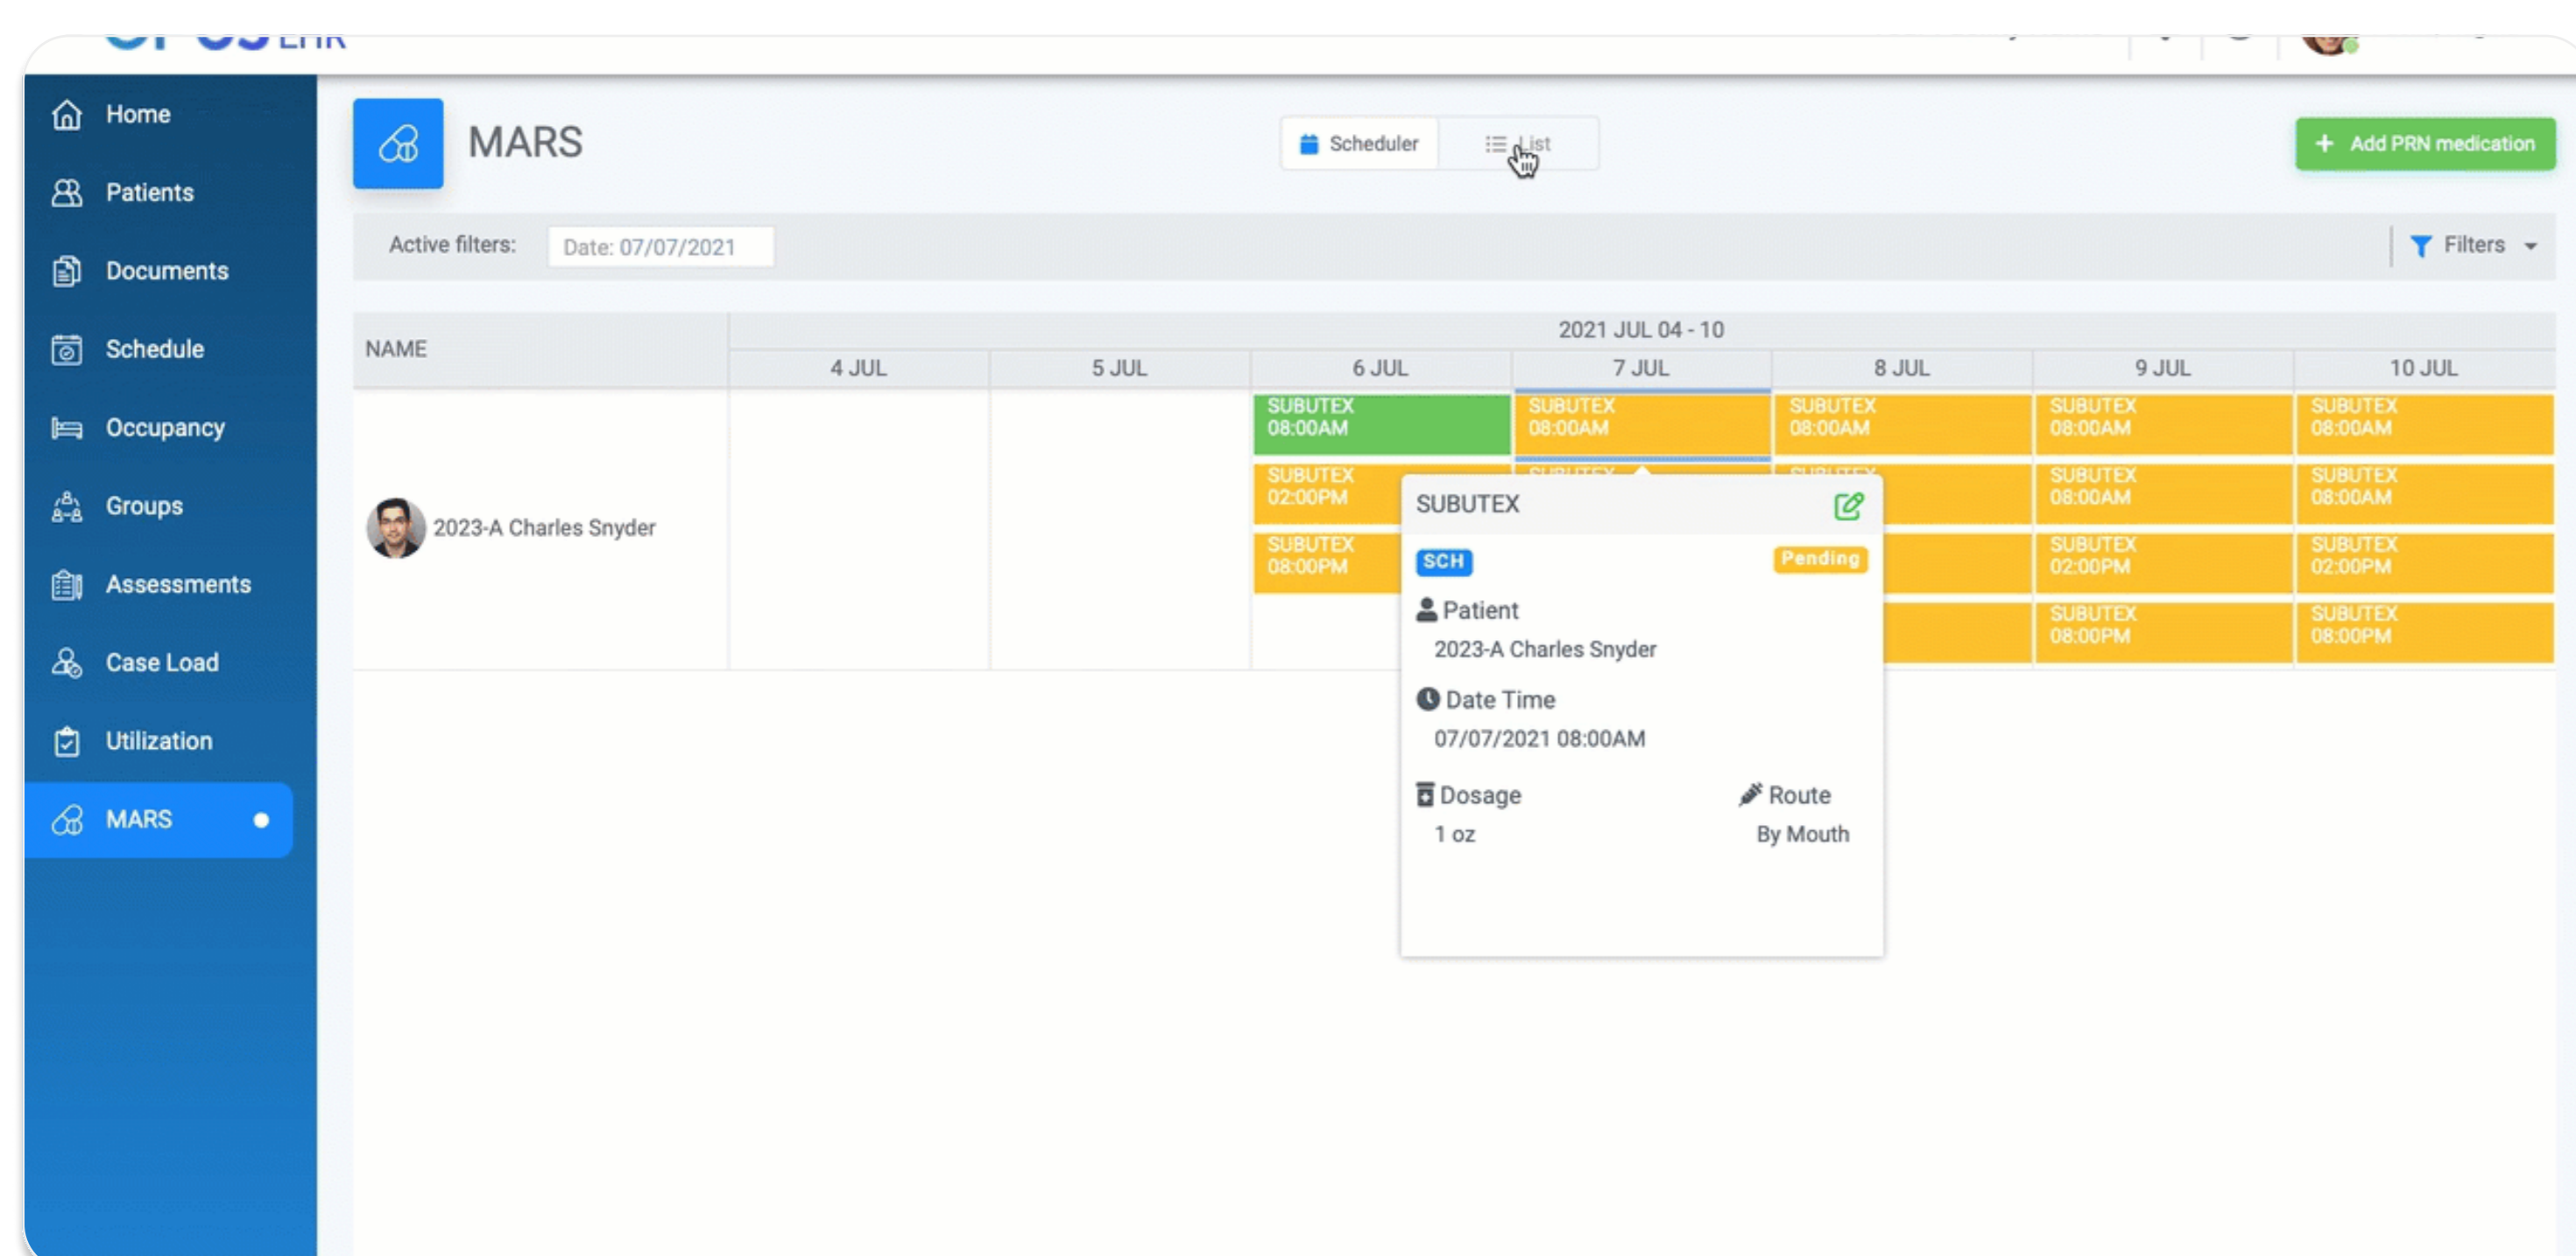 EHR
Home
Patients
Documents
Schedule
Occupancy
Groups
Assessments
Case Load
Utilization
MARS
MARS
Scheduler
List
+ Add PRN medication
Active filters:
Date: 07/07/2021
Filters
NAME
2021 JUL 04 - 10
4 JUL
5 JUL
6 JUL
7 JUL
8 JUL
9 JUL
10 JUL
2023-A Charles Snyder
SUBUTEX
08:00AM
SUBUTEX
08:00AM
SUBUTEX
08:00AM
SUBUTEX
08:00AM
SUBUTEX
08:00AM
SUBUTEX
02:00PM
SUBUTEX
SUBUTEX
SUBUTEX
08:00AM
SUBUTEX
08:00AM
SUBUTEX
08:00PM
SUBUTEX
02:00PM
SUBUTEX
02:00PM
SUBUTEX
08:00PM
SUBUTEX
08:00PM
SUBUTEX
SCH
Pending
Patient
2023-A Charles Snyder
Date Time
07/07/2021 08:00AM
Dosage
Route
1 oz
By Mouth